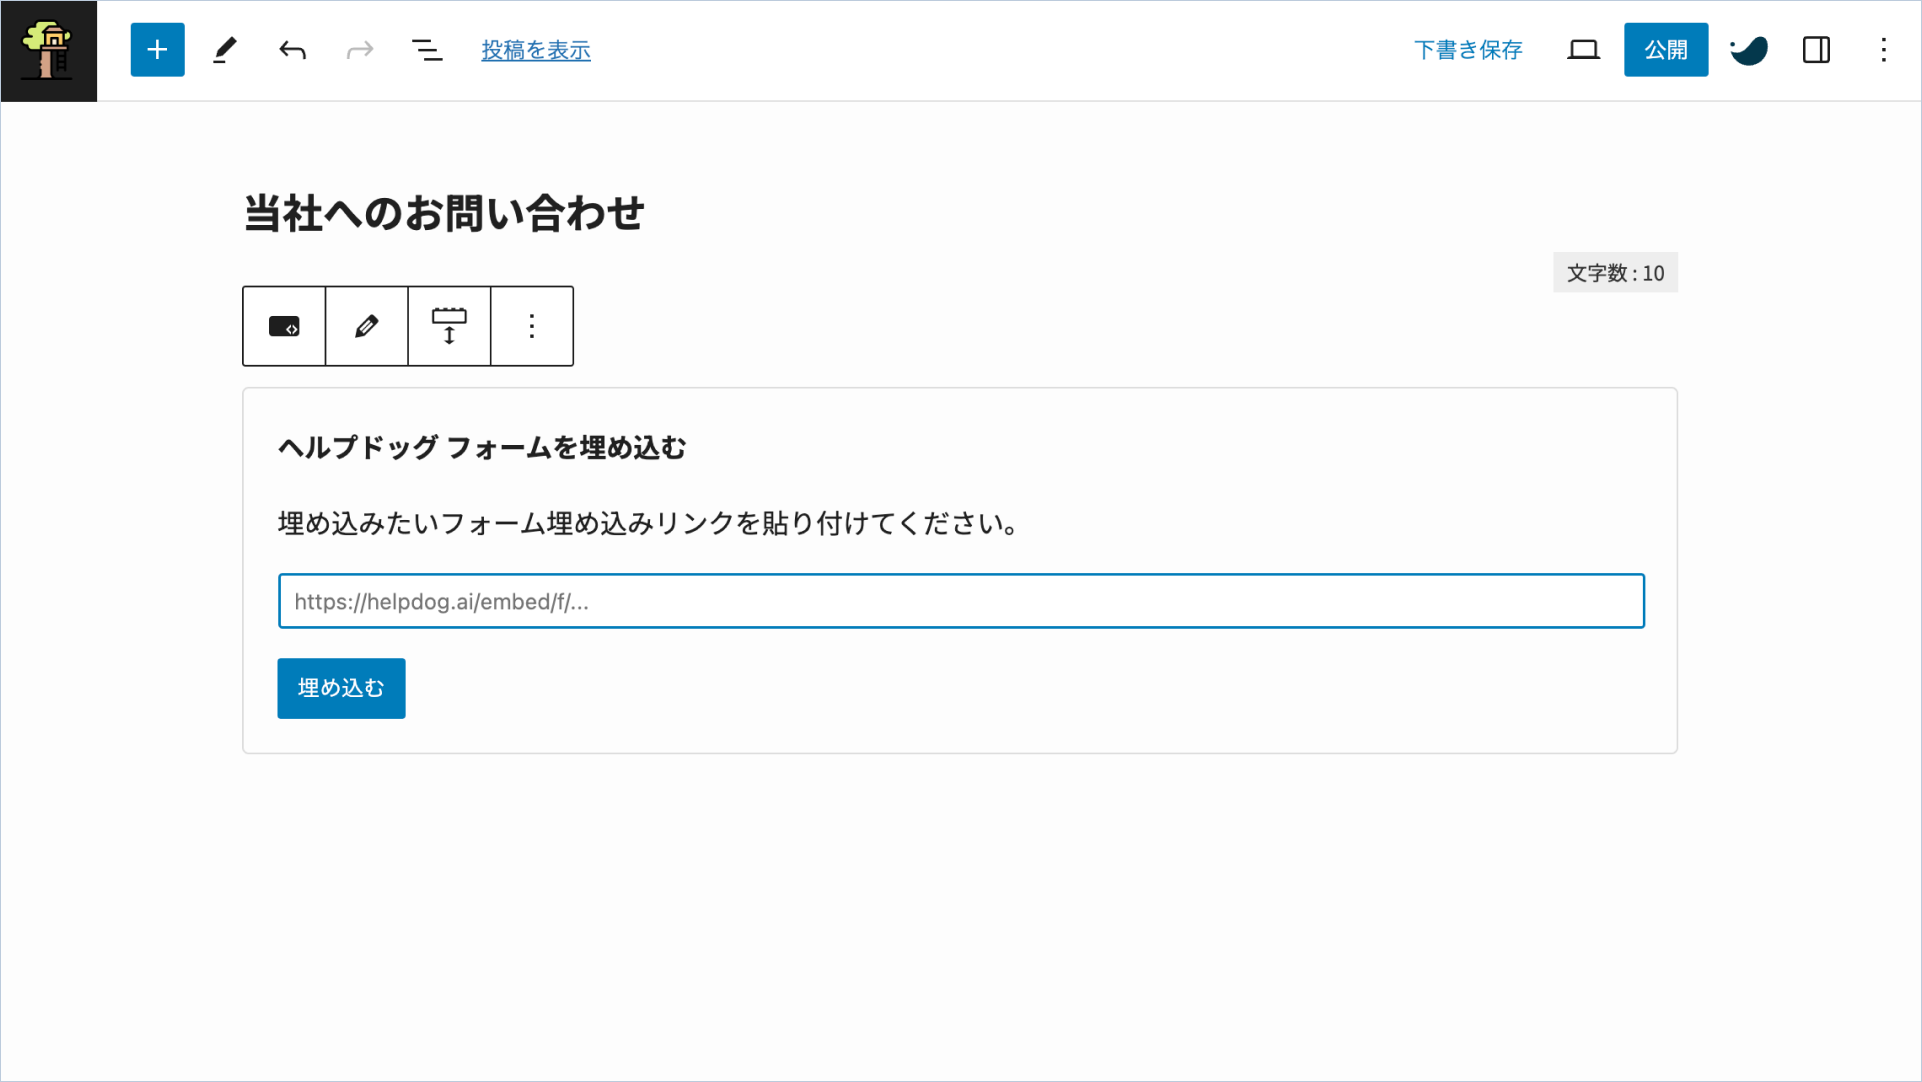 投稿を表示
下書き保存
公開
当社へのお問い合わせ
文字数 : 10
ヘルプドッグ フォームを埋め込む
埋め込みたいフォーム埋め込みリンクを貼り付けてください。
https://helpdog.ai/embed/f/...
埋め込む